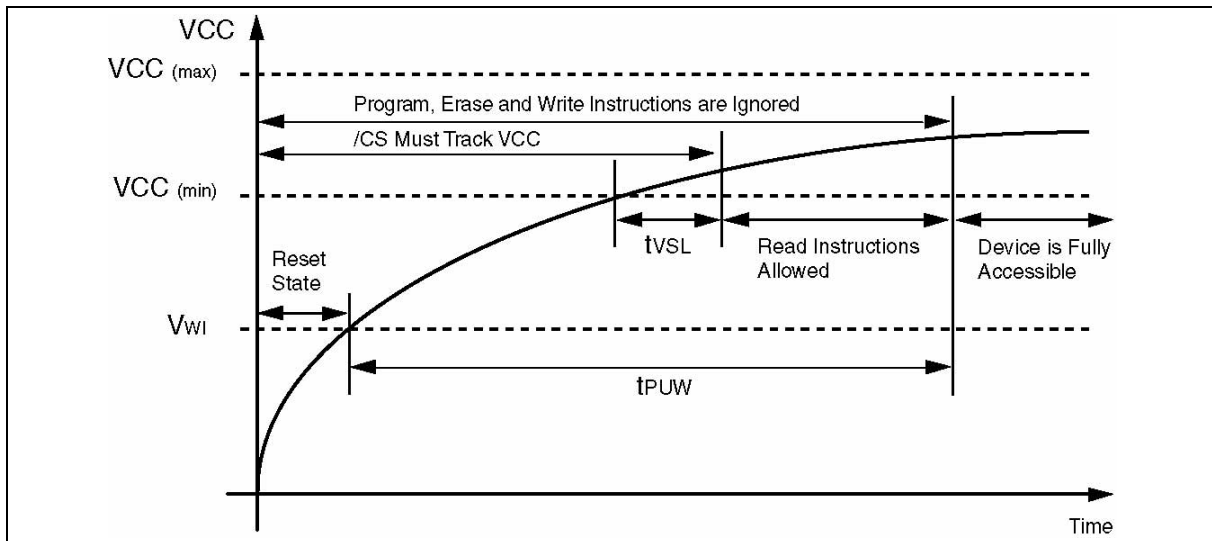 VCC
VCC (max)
Program, Erase and Write Instructions are Ignored
/CS Must Track VCC
VCC (min)
tVSL
Read Instructions
Allowed
Device is Fully
Accessible
Reset
State
VWI
tPUW
Time